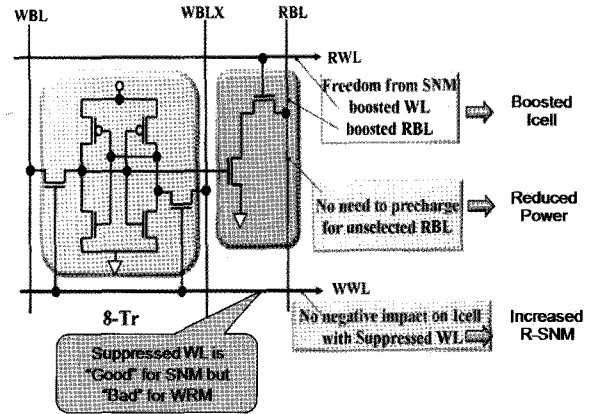 WBL
WBLX
RBL
RWL
Freedom from SNM
boosted WL
boosted RBL
Boosted
Icell
No need to precharge
for unselected RBL
Reduced
Power
WWL
8-Tr
No negative impact on Icell
with Suppressed WL
Increased
R-SNM
Suppressed WL is
"Good" for SNM but
"Bad" for WRM